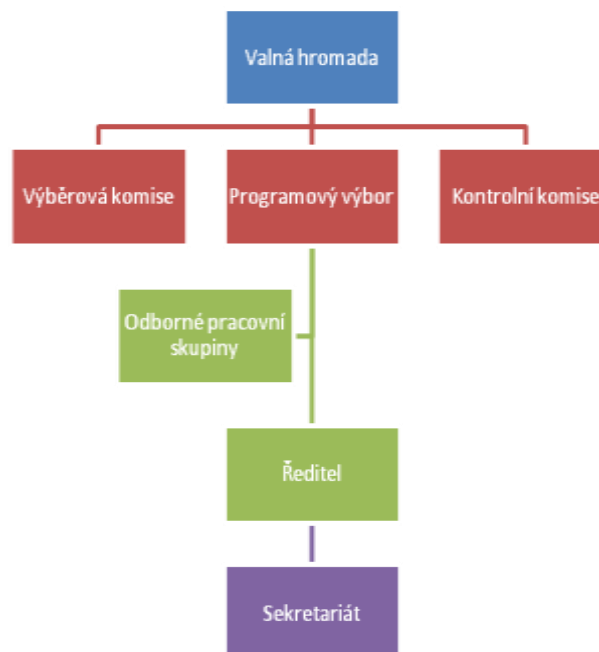 Valná hromada
Výběrová komise
Programový výbor
Kontrolní komise
Odborné pracovní
skupiny
Ředitel
Sekretariát